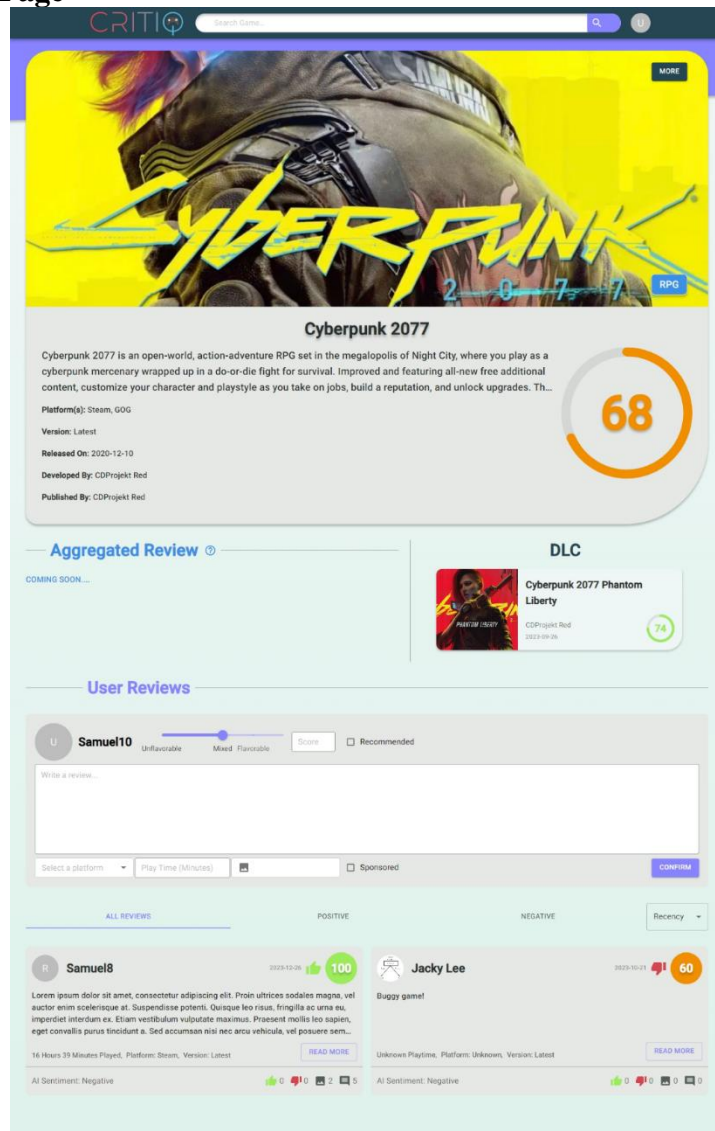 Page
CRITIQ
Search Game...
U
MORE
SAMURAI
Cyberpunk
2077
RPG
Cyberpunk 2077
Cyberpunk 2077 is an open-world, action-adventure RPG set in the megalopolis of Night City, where you play as a
cyberpunk mercenary wrapped up in a do-or-die fight for survival. Improved and featuring all-new free additional
content, customize your character and playstyle as you take on jobs, build a reputation, and unlock upgrades. Th...
68
Platform(s): Steam, GOG
Version: Latest
Released On: 2020-12-10
Developed By: CDProjekt Red
Published By: CDProjekt Red
Aggregated Review
COMING SOON....
DLC
PHANTOM LIBERTY
Cyberpunk 2077 Phantom
Liberty
CDProjekt Red
2023-09-26
74
User Reviews
U
Samuel10
Unflavorable
Mixed
Flavorable
Score
Recommended
Write a review...
Select a platform
Play Time (Minutes)
Sponsored
CONFIRM
ALL REVIEWS
POSITIVE
NEGATIVE
Recency
R
Samuel8
2023-12-26
100
Lorem ipsum dolor sit amet, consectetur adipiscing elit. Proin ultrices sodales magna, vel
auctor enim scelerisque at. Suspendisse potenti. Quisque leo risus, fringilla ac urna eu,
imperdiet interdum ex. Etiam vestibulum vulputate maximus. Praesent mollis leo sapien,
eget convallis purus tincidunt a. Sed accumsan nisi nec arcu vehicula, vel posuere sem...
16 Hours 39 Minutes Played, Platform: Steam, Version: Latest
READ MORE
AI Sentiment: Negative
0
0
2
5
Jacky Lee
2023-10-21
60
Buggy game!
Unknown Playtime, Platform: Unknown, Version: Latest
READ MORE
AI Sentiment: Negative
0
0
0
0